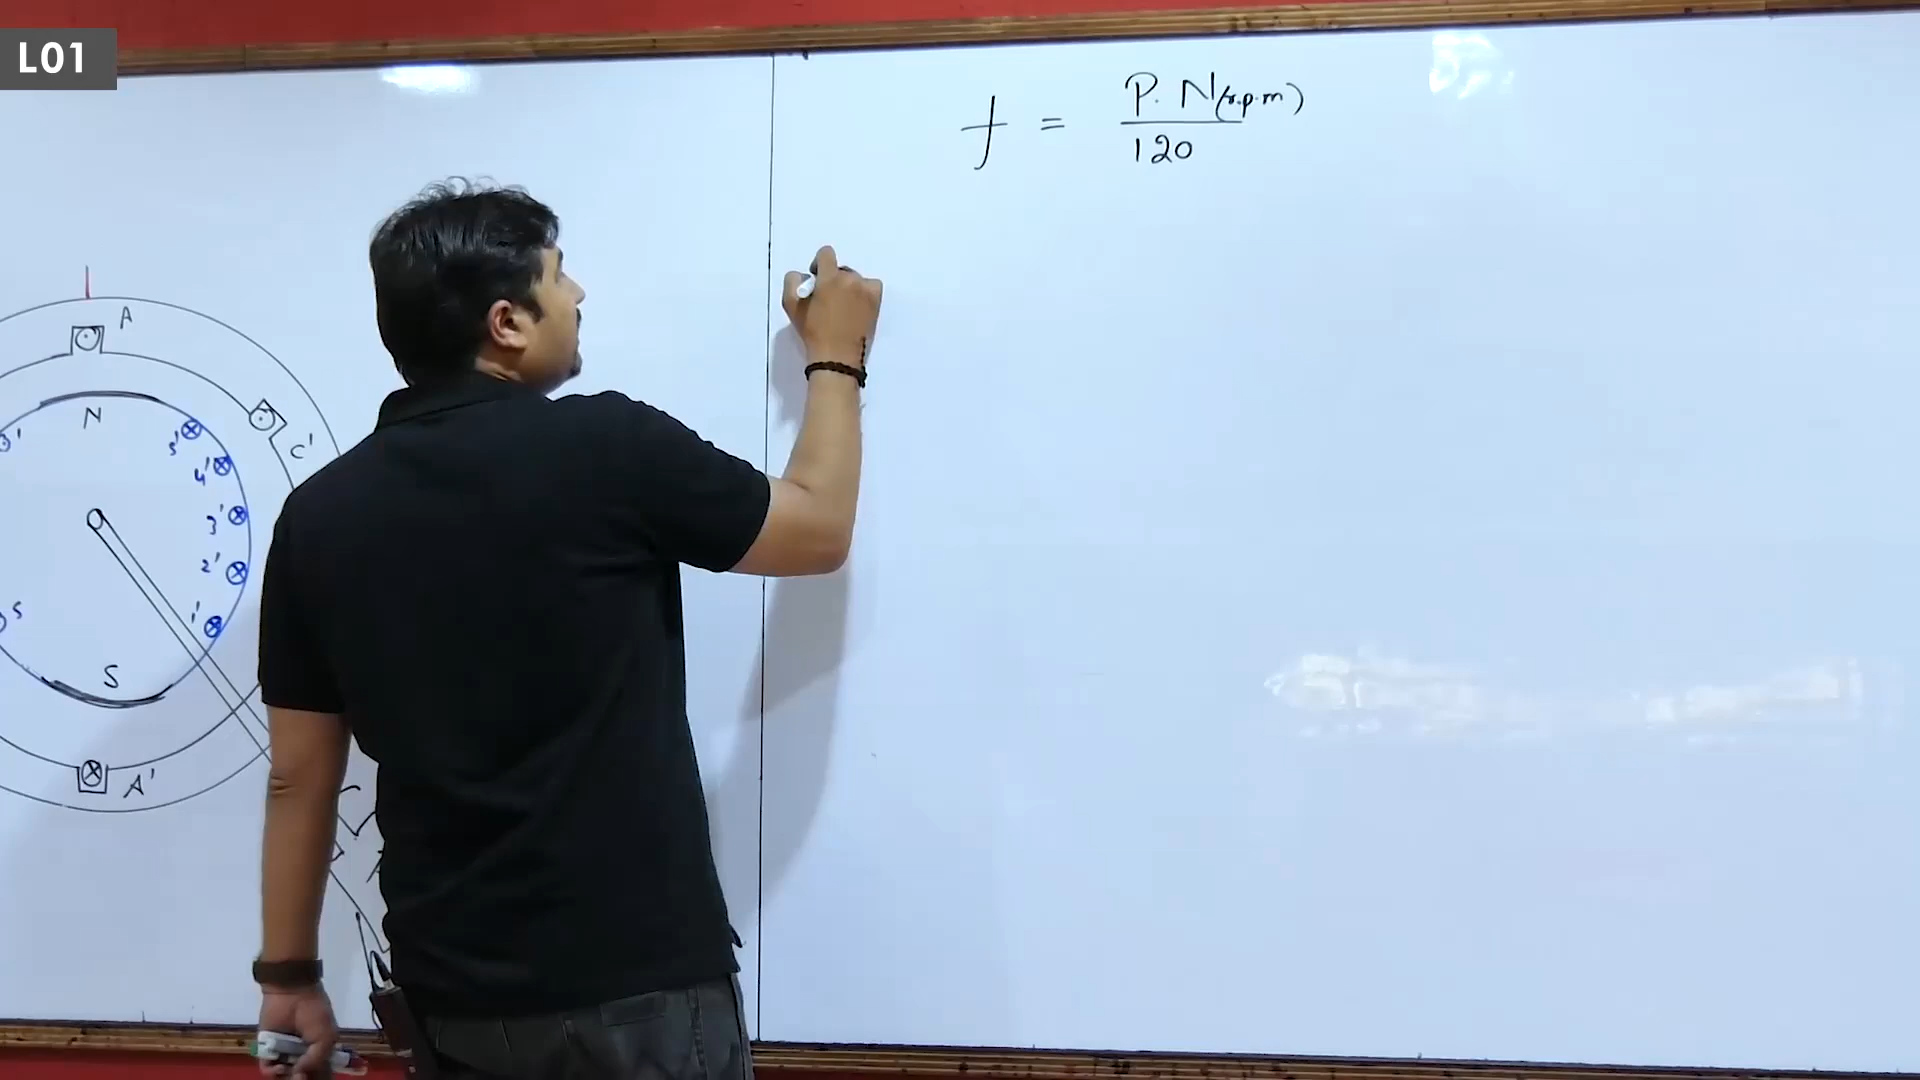 L01
f = P. N(r.p.m)
120
A
N
C'
5'
4'
3'
2'
1'
S
S
A'